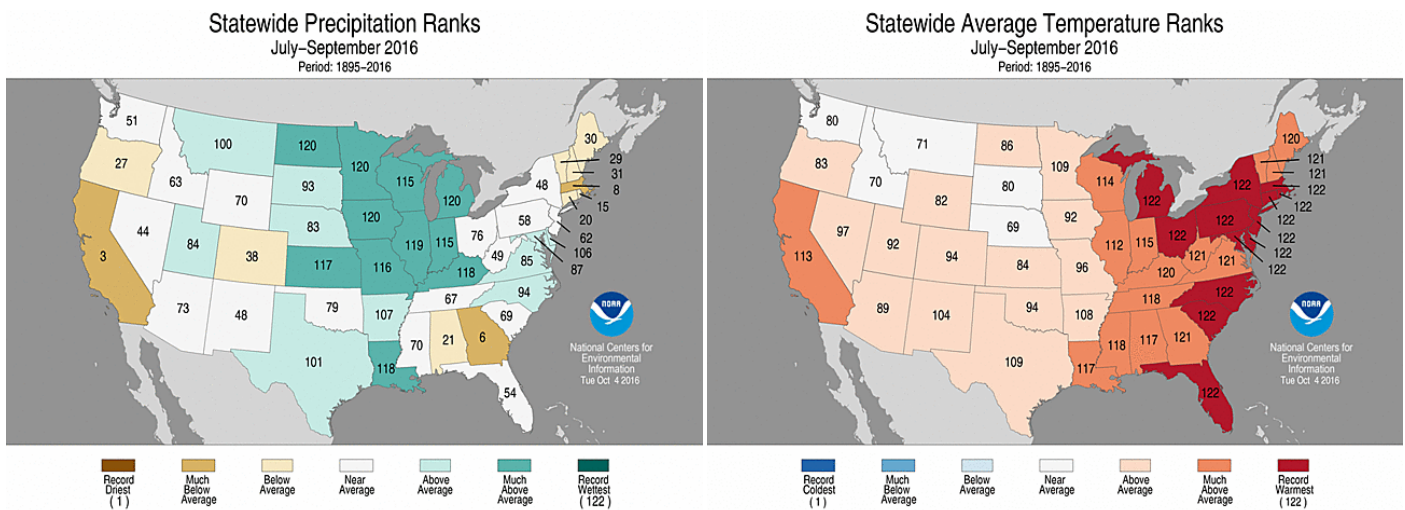 Statewide Precipitation Ranks
July–September 2016
Period: 1895–2016
51
27
3
63
44
73
100
70
84
38
48
120
93
83
117
79
101
120
120
116
107
118
115
119
120
115
118
76
67
70
21
6
54
69
94
85
49
58
48
30
29
31
8
15
20
62
106
87
NOAA
National Centers for
Environmental
Information
Tue Oct 4 2016
Record
Driest
(1)
Much
Below
Average
Below
Average
Near
Average
Above
Average
Much
Above
Average
Record
Wettest
(122)
Statewide Average Temperature Ranks
July–September 2016
Period: 1895–2016
80
83
113
70
97
89
71
82
92
94
104
86
80
69
84
94
109
109
92
96
108
117
114
112
122
115
120
122
118
118
117
121
122
122
122
121
121
122
122
120
121
121
122
122
122
122
122
122
NOAA
National Centers for
Environmental
Information
Tue Oct 4 2016
Record
Coldest
(1)
Much
Below
Average
Below
Average
Near
Average
Above
Average
Much
Above
Average
Record
Warmest
(122)